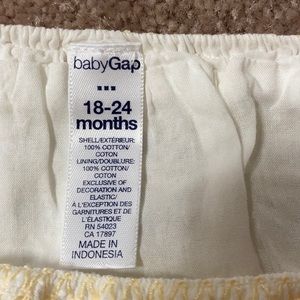 babyGap
18-24
months
SHELL/EXTÉRIEUR:
100% COTTON/
COTON
LINING/DOUBLURE:
100% COTTON/
COTON
EXCLUSIVE OF
DECORATION AND
ELASTIC/
A L'EXCEPTION DES
GARNITURES ET DE
L'ÉLASTIQUE
RN 54023
CA 17897
MADE IN
INDONESIA